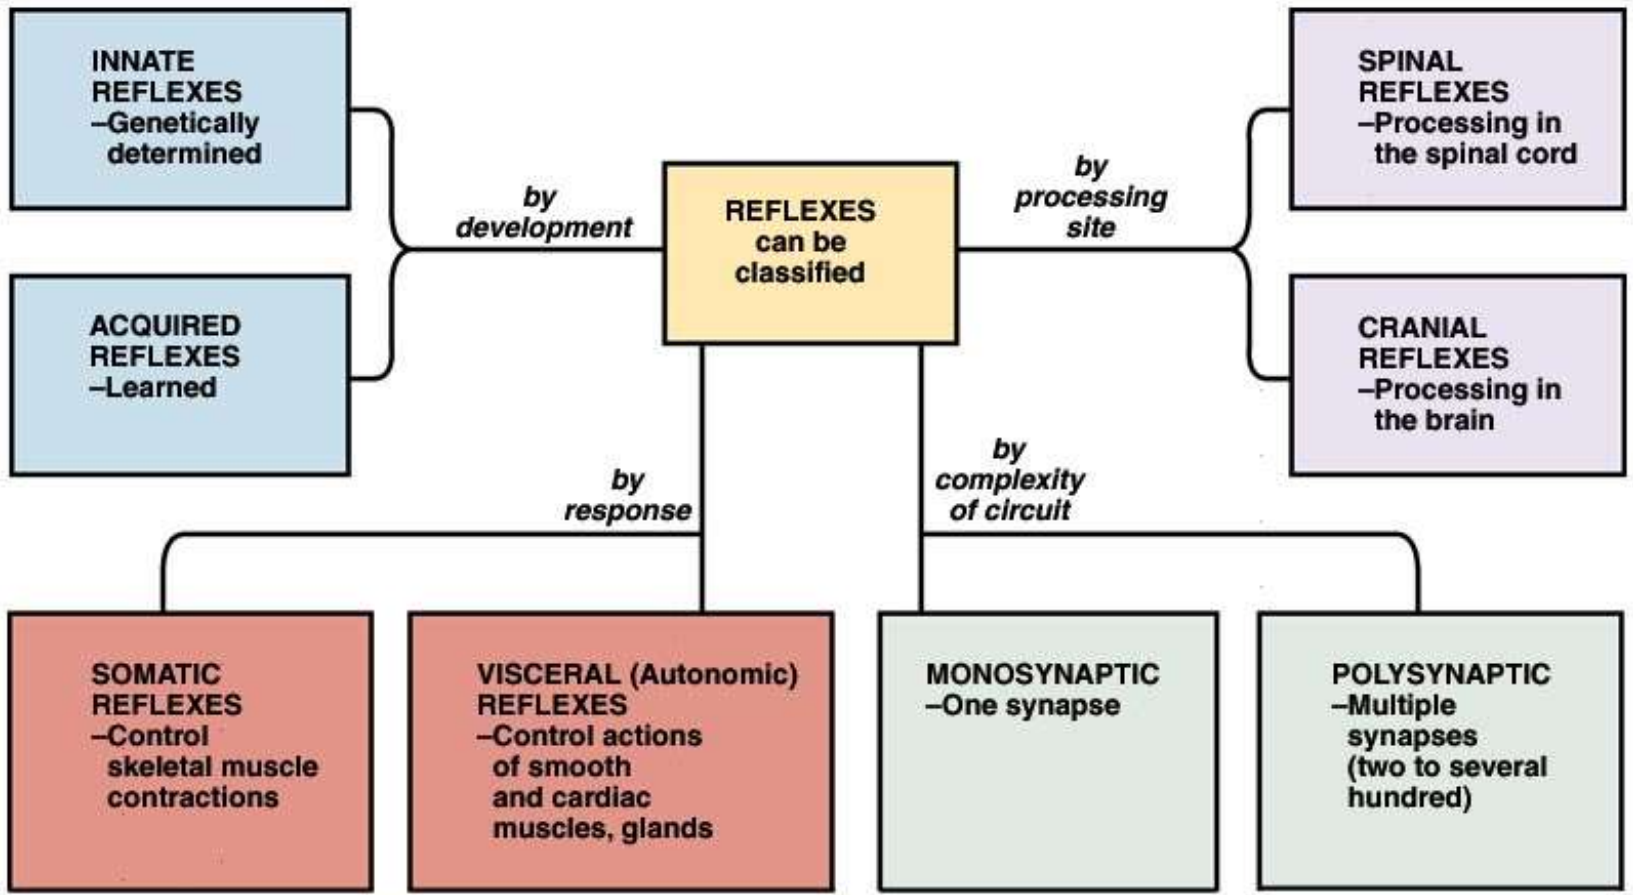 INNATE
REFLEXES
–Genetically
determined
ACQUIRED
REFLEXES
–Learned
by
development
REFLEXES
can be
classified
by
processing
site
SPINAL
REFLEXES
–Processing in
the spinal cord
CRANIAL
REFLEXES
–Processing in
the brain
by
response
by
complexity
of circuit
SOMATIC
REFLEXES
–Control
skeletal muscle
contractions
VISCERAL (Autonomic)
REFLEXES
–Control actions
of smooth
and cardiac
muscles, glands
MONOSYNAPTIC
–One synapse
POLYSYNAPTIC
–Multiple
synapses
(two to several
hundred)